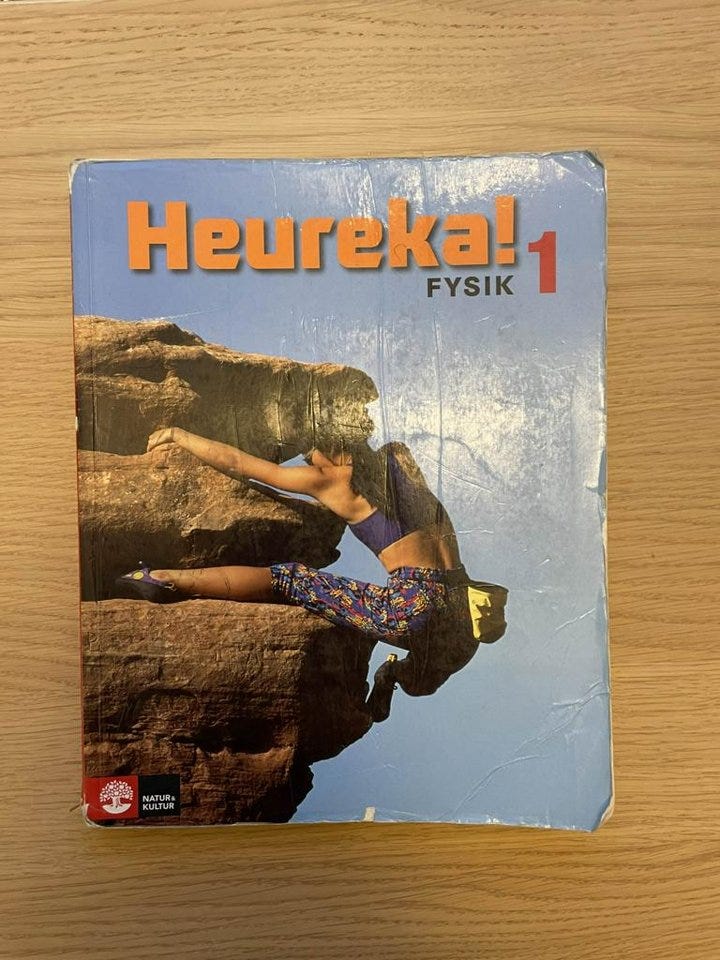 Heureka!
FYSIK 1
NATUR &
KULTUR